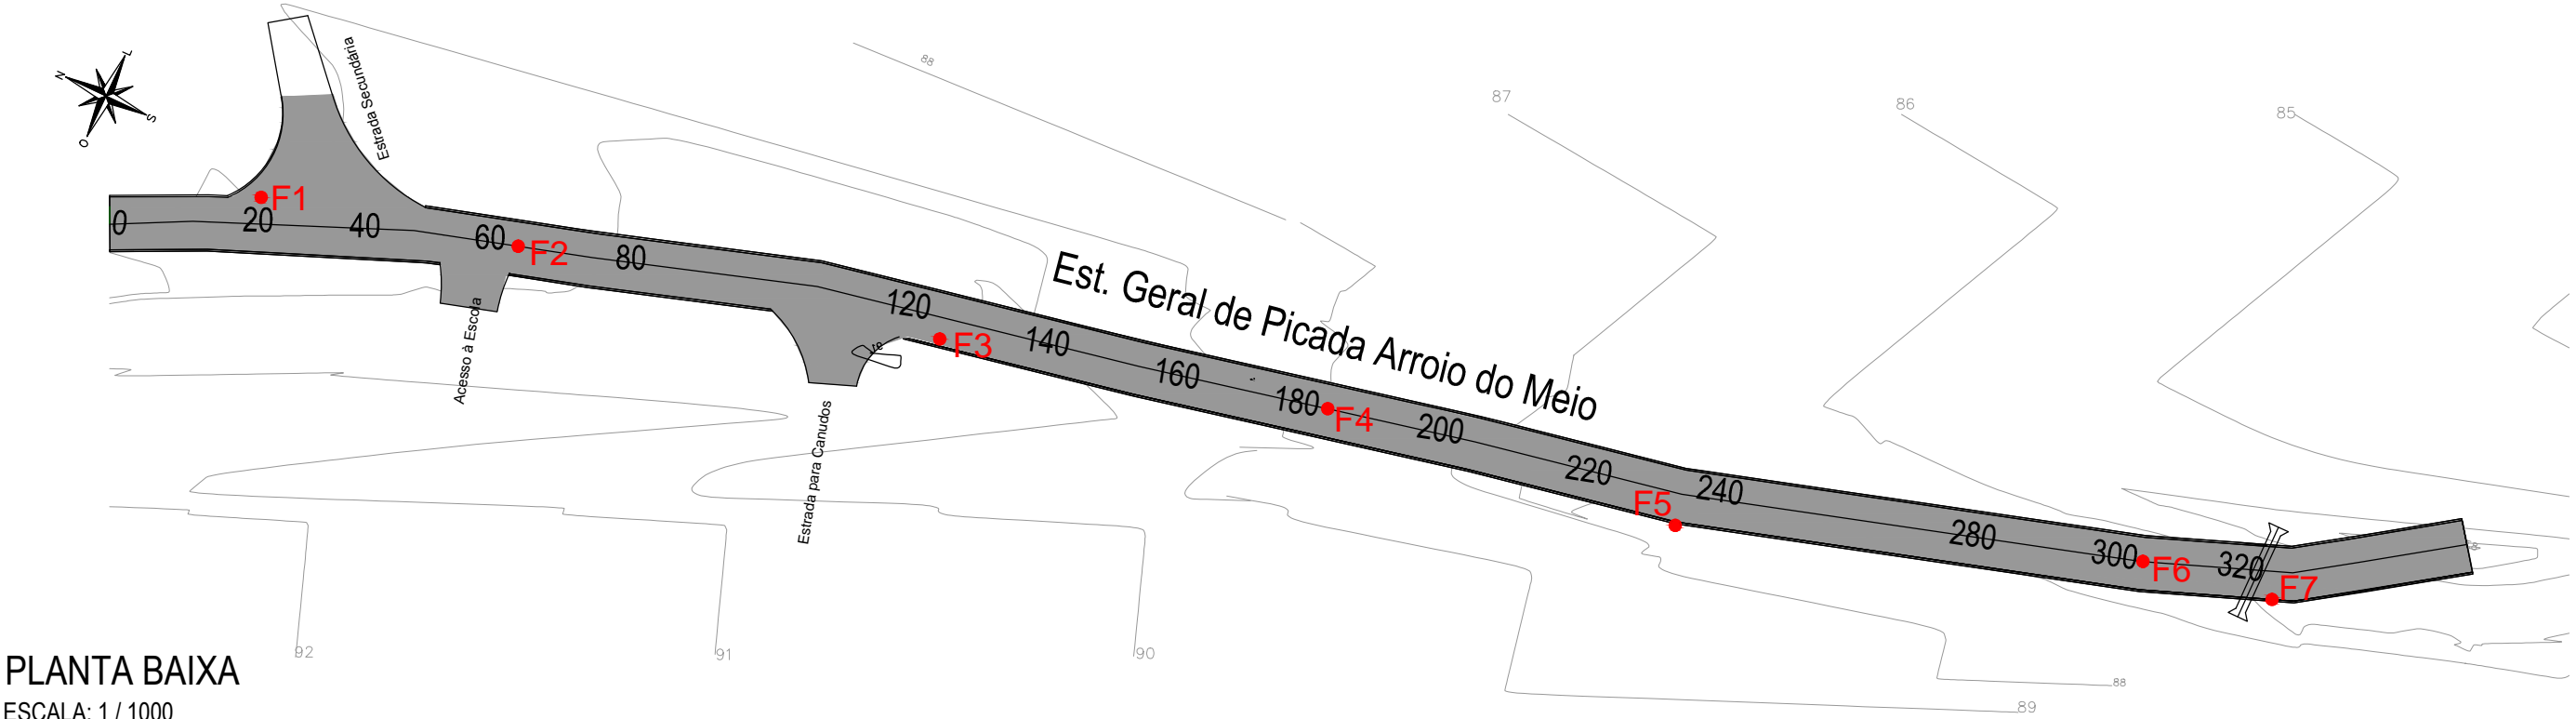 N
L
S
O
Estrada Secundária
88
87
86
85
F1
0
20
40
60
F2
80
120
F3
140
160
Est. Geral de Picada Arroio do Meio
180
F4
200
220
F5
240
280
300
F6
320
F7
Acesso à Escola
Estrada para Canudos
92
91
90
88
89
PLANTA BAIXA
ESCALA: 1 / 1000